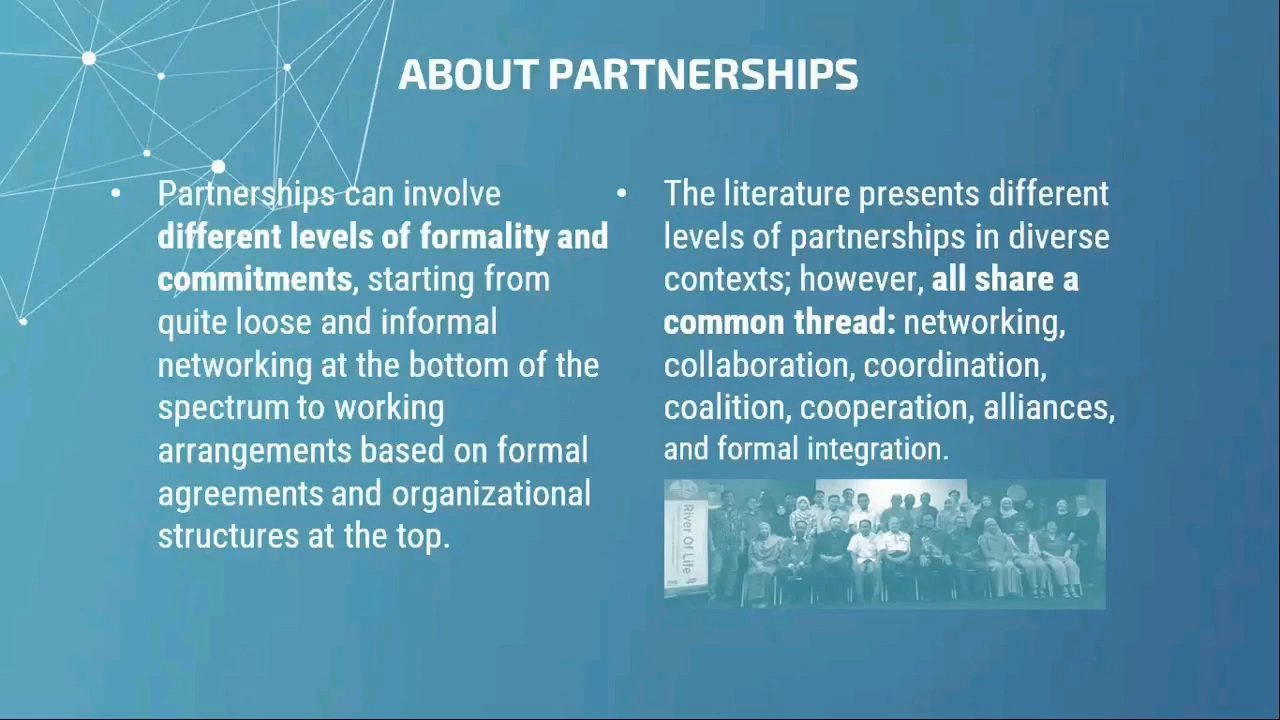 ABOUT PARTNERSHIPS
• Partnerships can involve
different levels of formality and
commitments, starting from
quite loose and informal
networking at the bottom of the
spectrum to working
arrangements based on formal
agreements and organizational
structures at the top.
• The literature presents different
levels of partnerships in diverse
contexts; however, all share a
common thread: networking,
collaboration, coordination,
coalition, cooperation, alliances,
and formal integration.
River Of Life